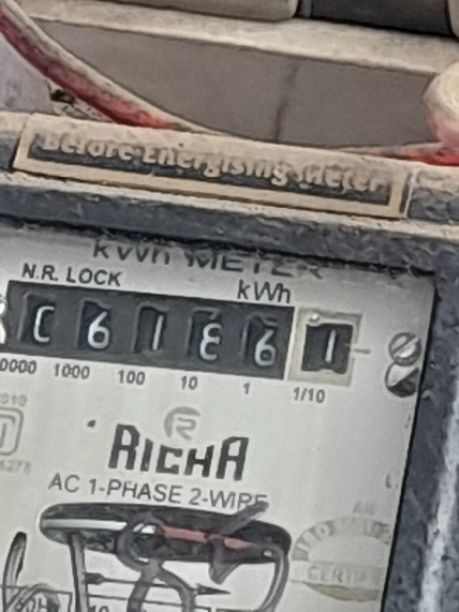 Before Energising Meter
kWh METER
N.R. LOCK
kWh
0 6 1 8 6 1
0000 1000 100 10 1 1/10
RICHA
AC 1-PHASE 2-WIRE